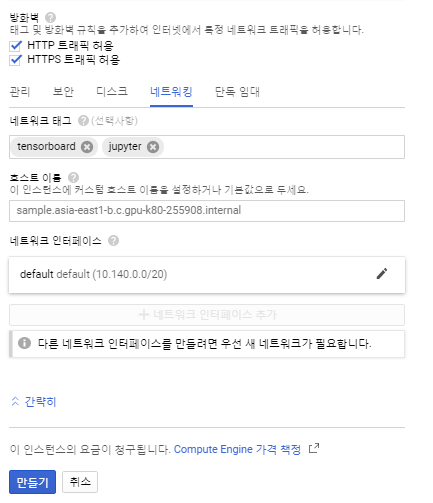 방화벽
태그 및 방화벽 규칙을 추가하여 인터넷에서 특정 네트워크 트래픽을 허용합니다.
HTTP 트래픽 허용
HTTPS 트래픽 허용
관리 보안 디스크 네트워킹 단독 임대
네트워크 태그 (선택사항)
tensorboard jupyter
호스트 이름
이 인스턴스에 커스텀 호스트 이름을 설정하거나 기본값으로 두세요.
sample.asia-east1-b.c.gpu-k80-255908.internal
네트워크 인터페이스
default default (10.140.0.0/20)
네트워크 인터페이스 추가
다른 네트워크 인터페이스를 만들려면 우선 새 네트워크가 필요합니다.
간략히
이 인스턴스의 요금이 청구됩니다. Compute Engine 가격 책정
만들기 취소